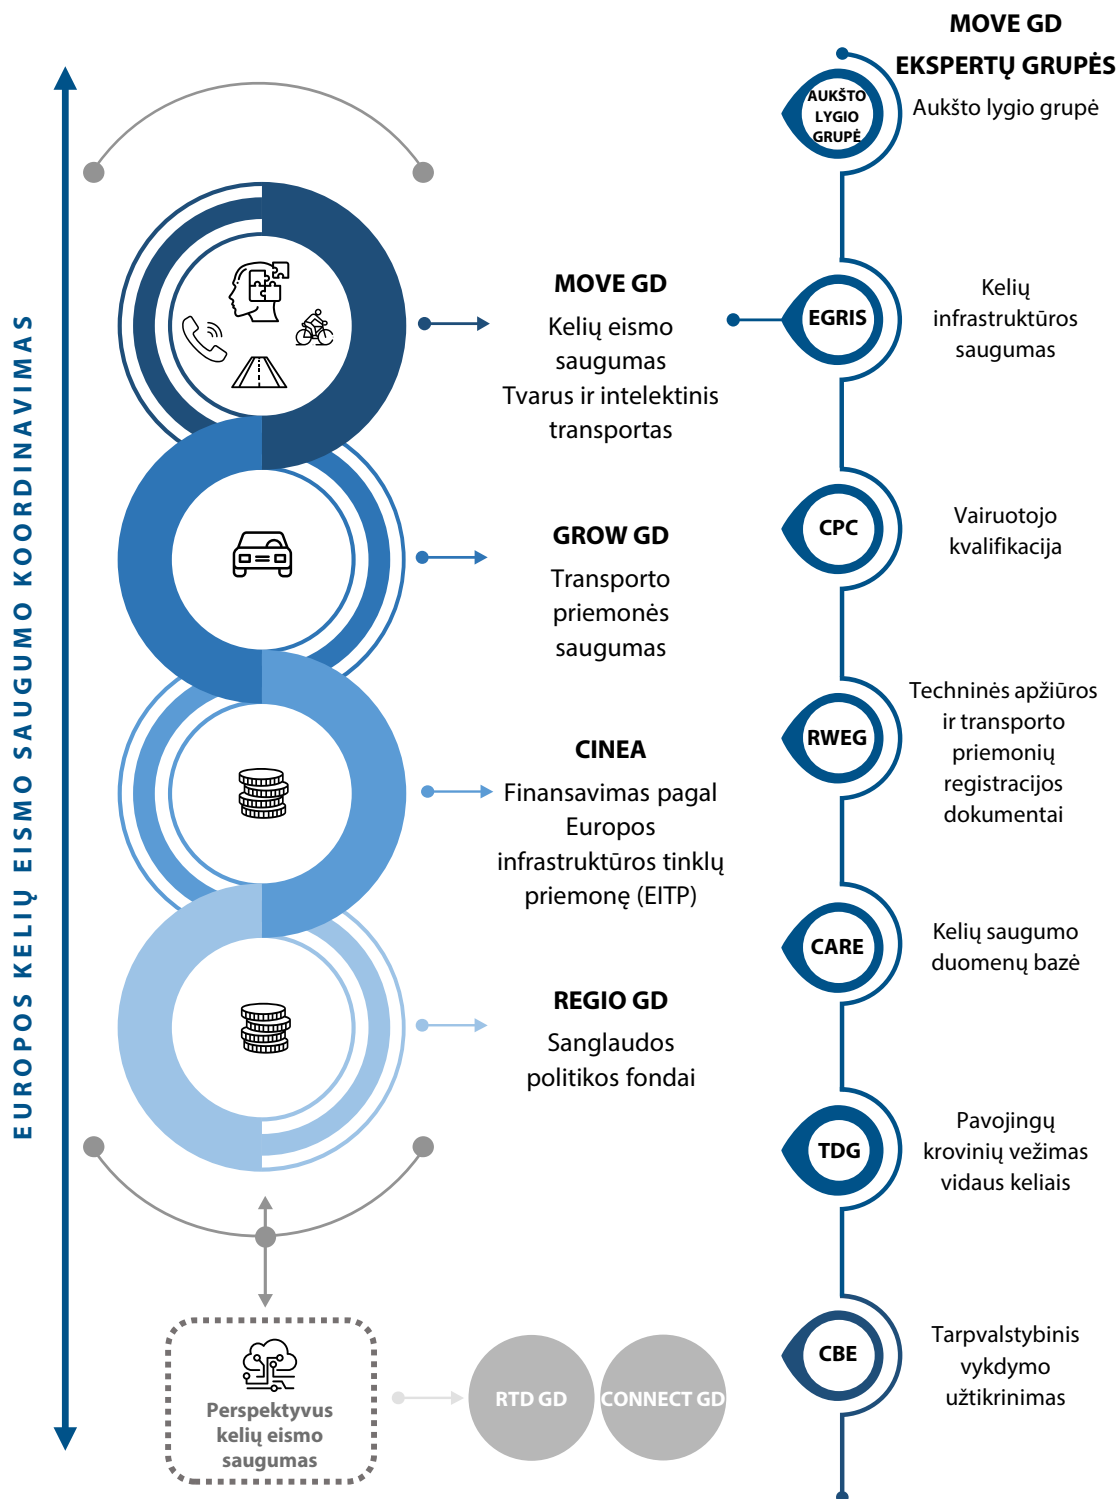 EUROPOS KELIŲ EISMO SAUGUMO KOORDINAVIMAS
MOVE GD
Kelių eismo
saugumas
Tvarus ir intelektinis
transportas
GROW GD
Transporto
priemonės
saugumas
CINEA
Finansavimas pagal
Europos
infrastruktūros tinklų
priemonę (EITP)
REGIO GD
Sanglaudos
politikos fondai
Perspektyvus
kelių eismo
saugumas
RTD GD
CONNECT GD
MOVE GD
EKSPERTŲ GRUPĖS
AUKŠTO
LYGIO
GRUPĖ
Aukšto lygio grupė
EGRIS
Kelių
infrastruktūros
saugumas
CPC
Vairuotojo
kvalifikacija
RWEG
Techninės apžiūros
ir transporto
priemonių
registracijos
dokumentai
CARE
Kelių saugumo
duomenų bazė
TDG
Pavojingų
krovinių vežimas
vidaus keliais
CBE
Tarpvalstybinis
vykdymo
užtikrinimas